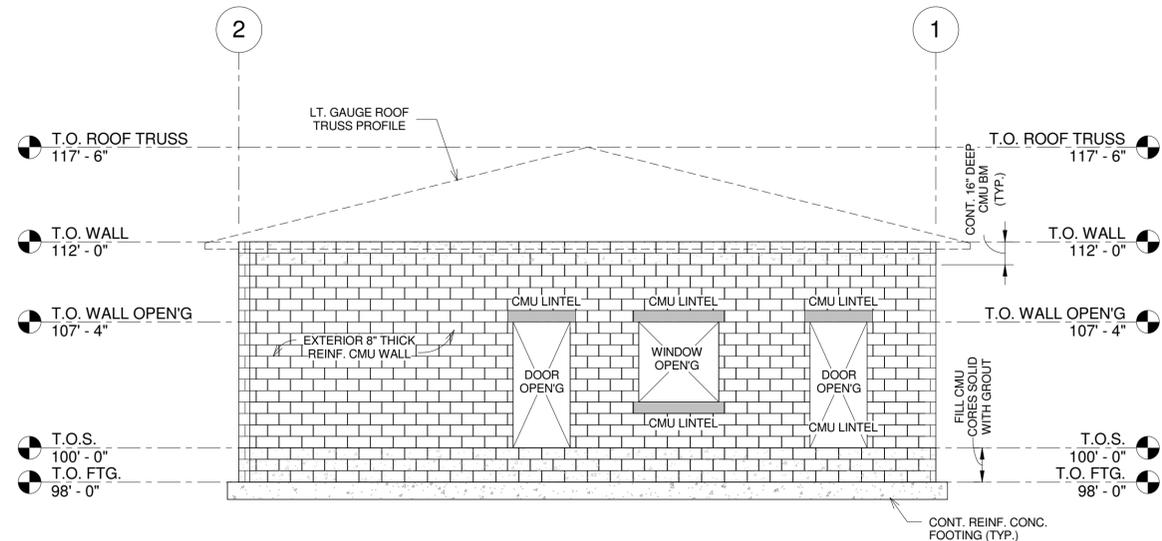 2
1
LT. GAUGE ROOF
TRUSS PROFILE
T.O. ROOF TRUSS
117' - 6"
T.O. ROOF TRUSS
117' - 6"
CONT. 16" DEEP
CMU BM
(TYP.)
T.O. WALL
112' - 0"
T.O. WALL
112' - 0"
CMU LINTEL
CMU LINTEL
CMU LINTEL
T.O. WALL OPEN'G
107' - 4"
T.O. WALL OPEN'G
107' - 4"
EXTERIOR 8" THICK
REINF. CMU WALL
DOOR
OPEN'G
WINDOW
OPEN'G
DOOR
OPEN'G
FILL CMU
CORES SOLID
WITH GROUT
CMU LINTEL
CMU LINTEL
T.O.S.
100' - 0"
T.O.S.
100' - 0"
T.O. FTG.
98' - 0"
T.O. FTG.
98' - 0"
CONT. REINF. CONC.
FOOTING (TYP.)